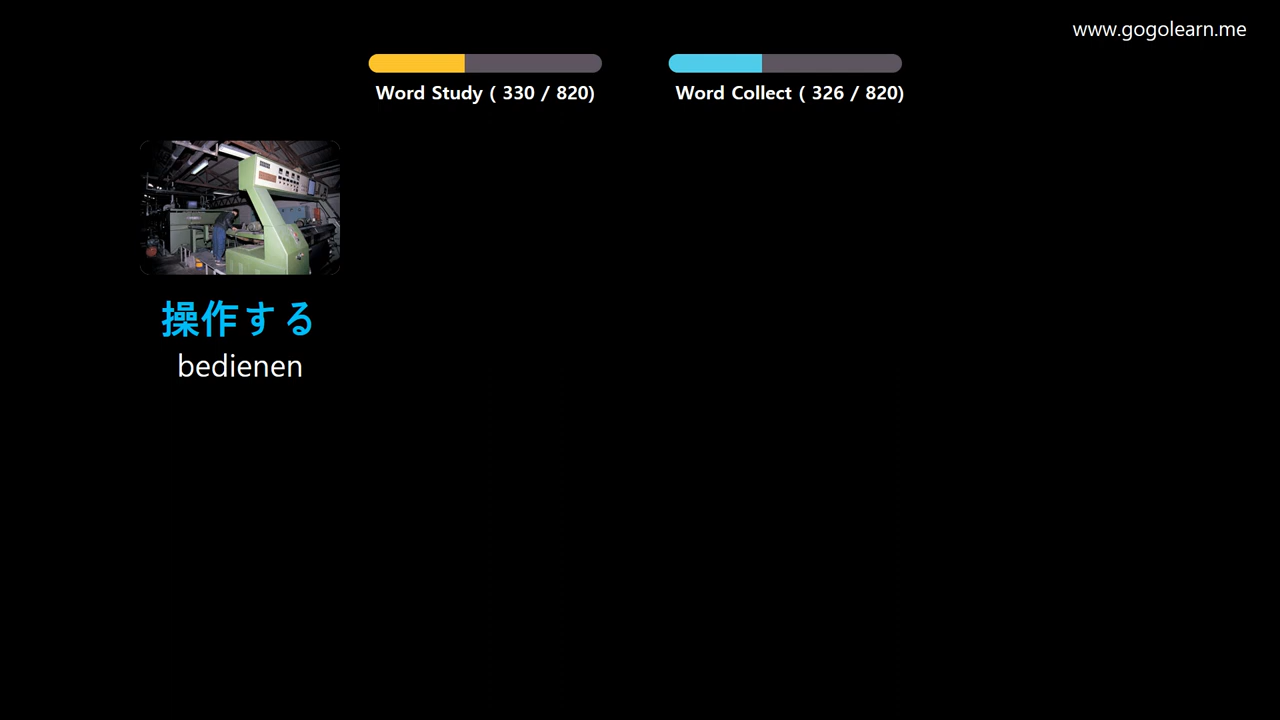 www.gogolearn.me
Word Study ( 330 / 820)
Word Collect ( 326 / 820)
操作する
bedienen